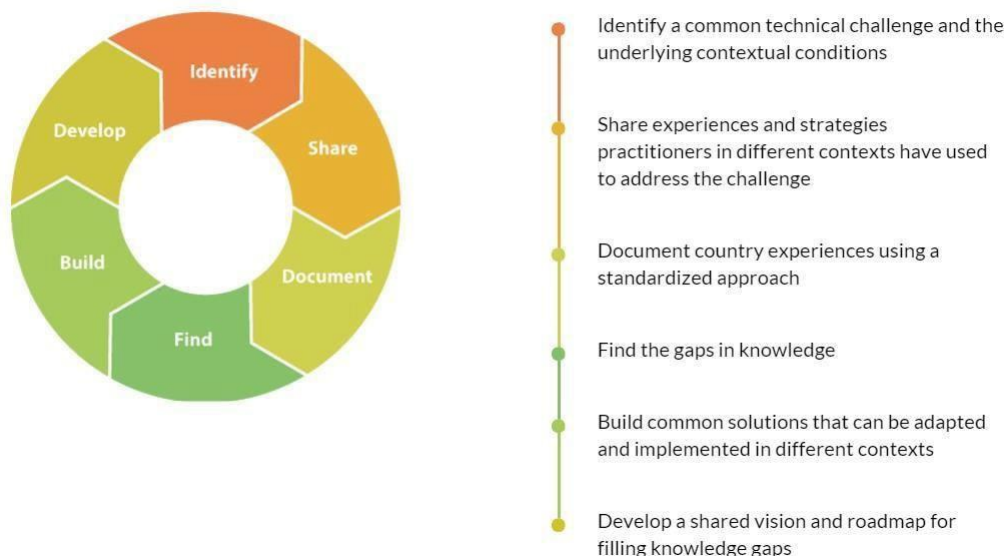 Identify
Share
Document
Find
Build
Develop
Identify a common technical challenge and the
underlying contextual conditions
Share experiences and strategies
practitioners in different contexts have used
to address the challenge
Document country experiences using a
standardized approach
Find the gaps in knowledge
Build common solutions that can be adapted
and implemented in different contexts
Develop a shared vision and roadmap for
filling knowledge gaps